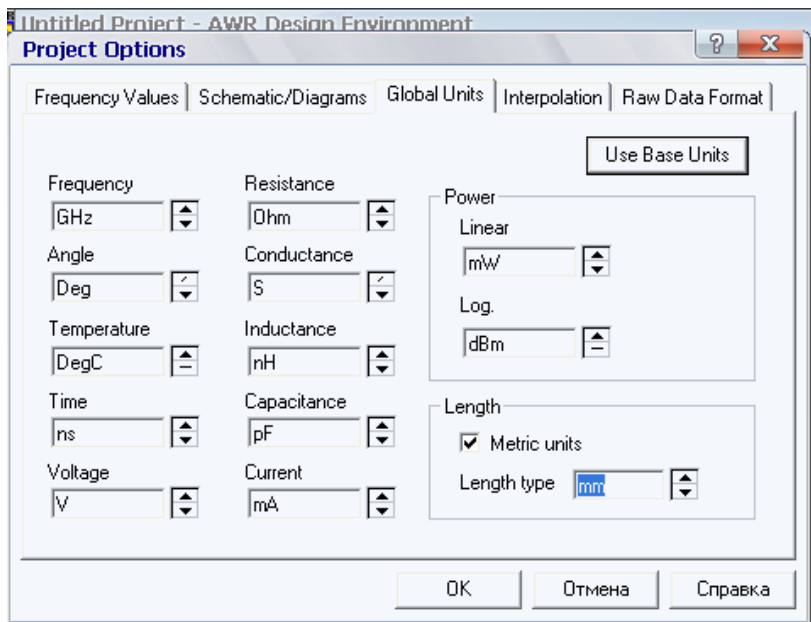 Untitled Project - AWR Design Environment
Project Options
Frequency Values
Schematic/Diagrams
Global Units
Interpolation
Raw Data Format
Use Base Units
Frequency
GHz
Angle
Deg
Temperature
DegC
Time
ns
Voltage
V
Resistance
Ohm
Conductance
S
Inductance
nH
Capacitance
pF
Current
mA
Power
Linear
mW
Log.
dBm
Length
Metric units
Length type
mm
OK
Отмена
Справка